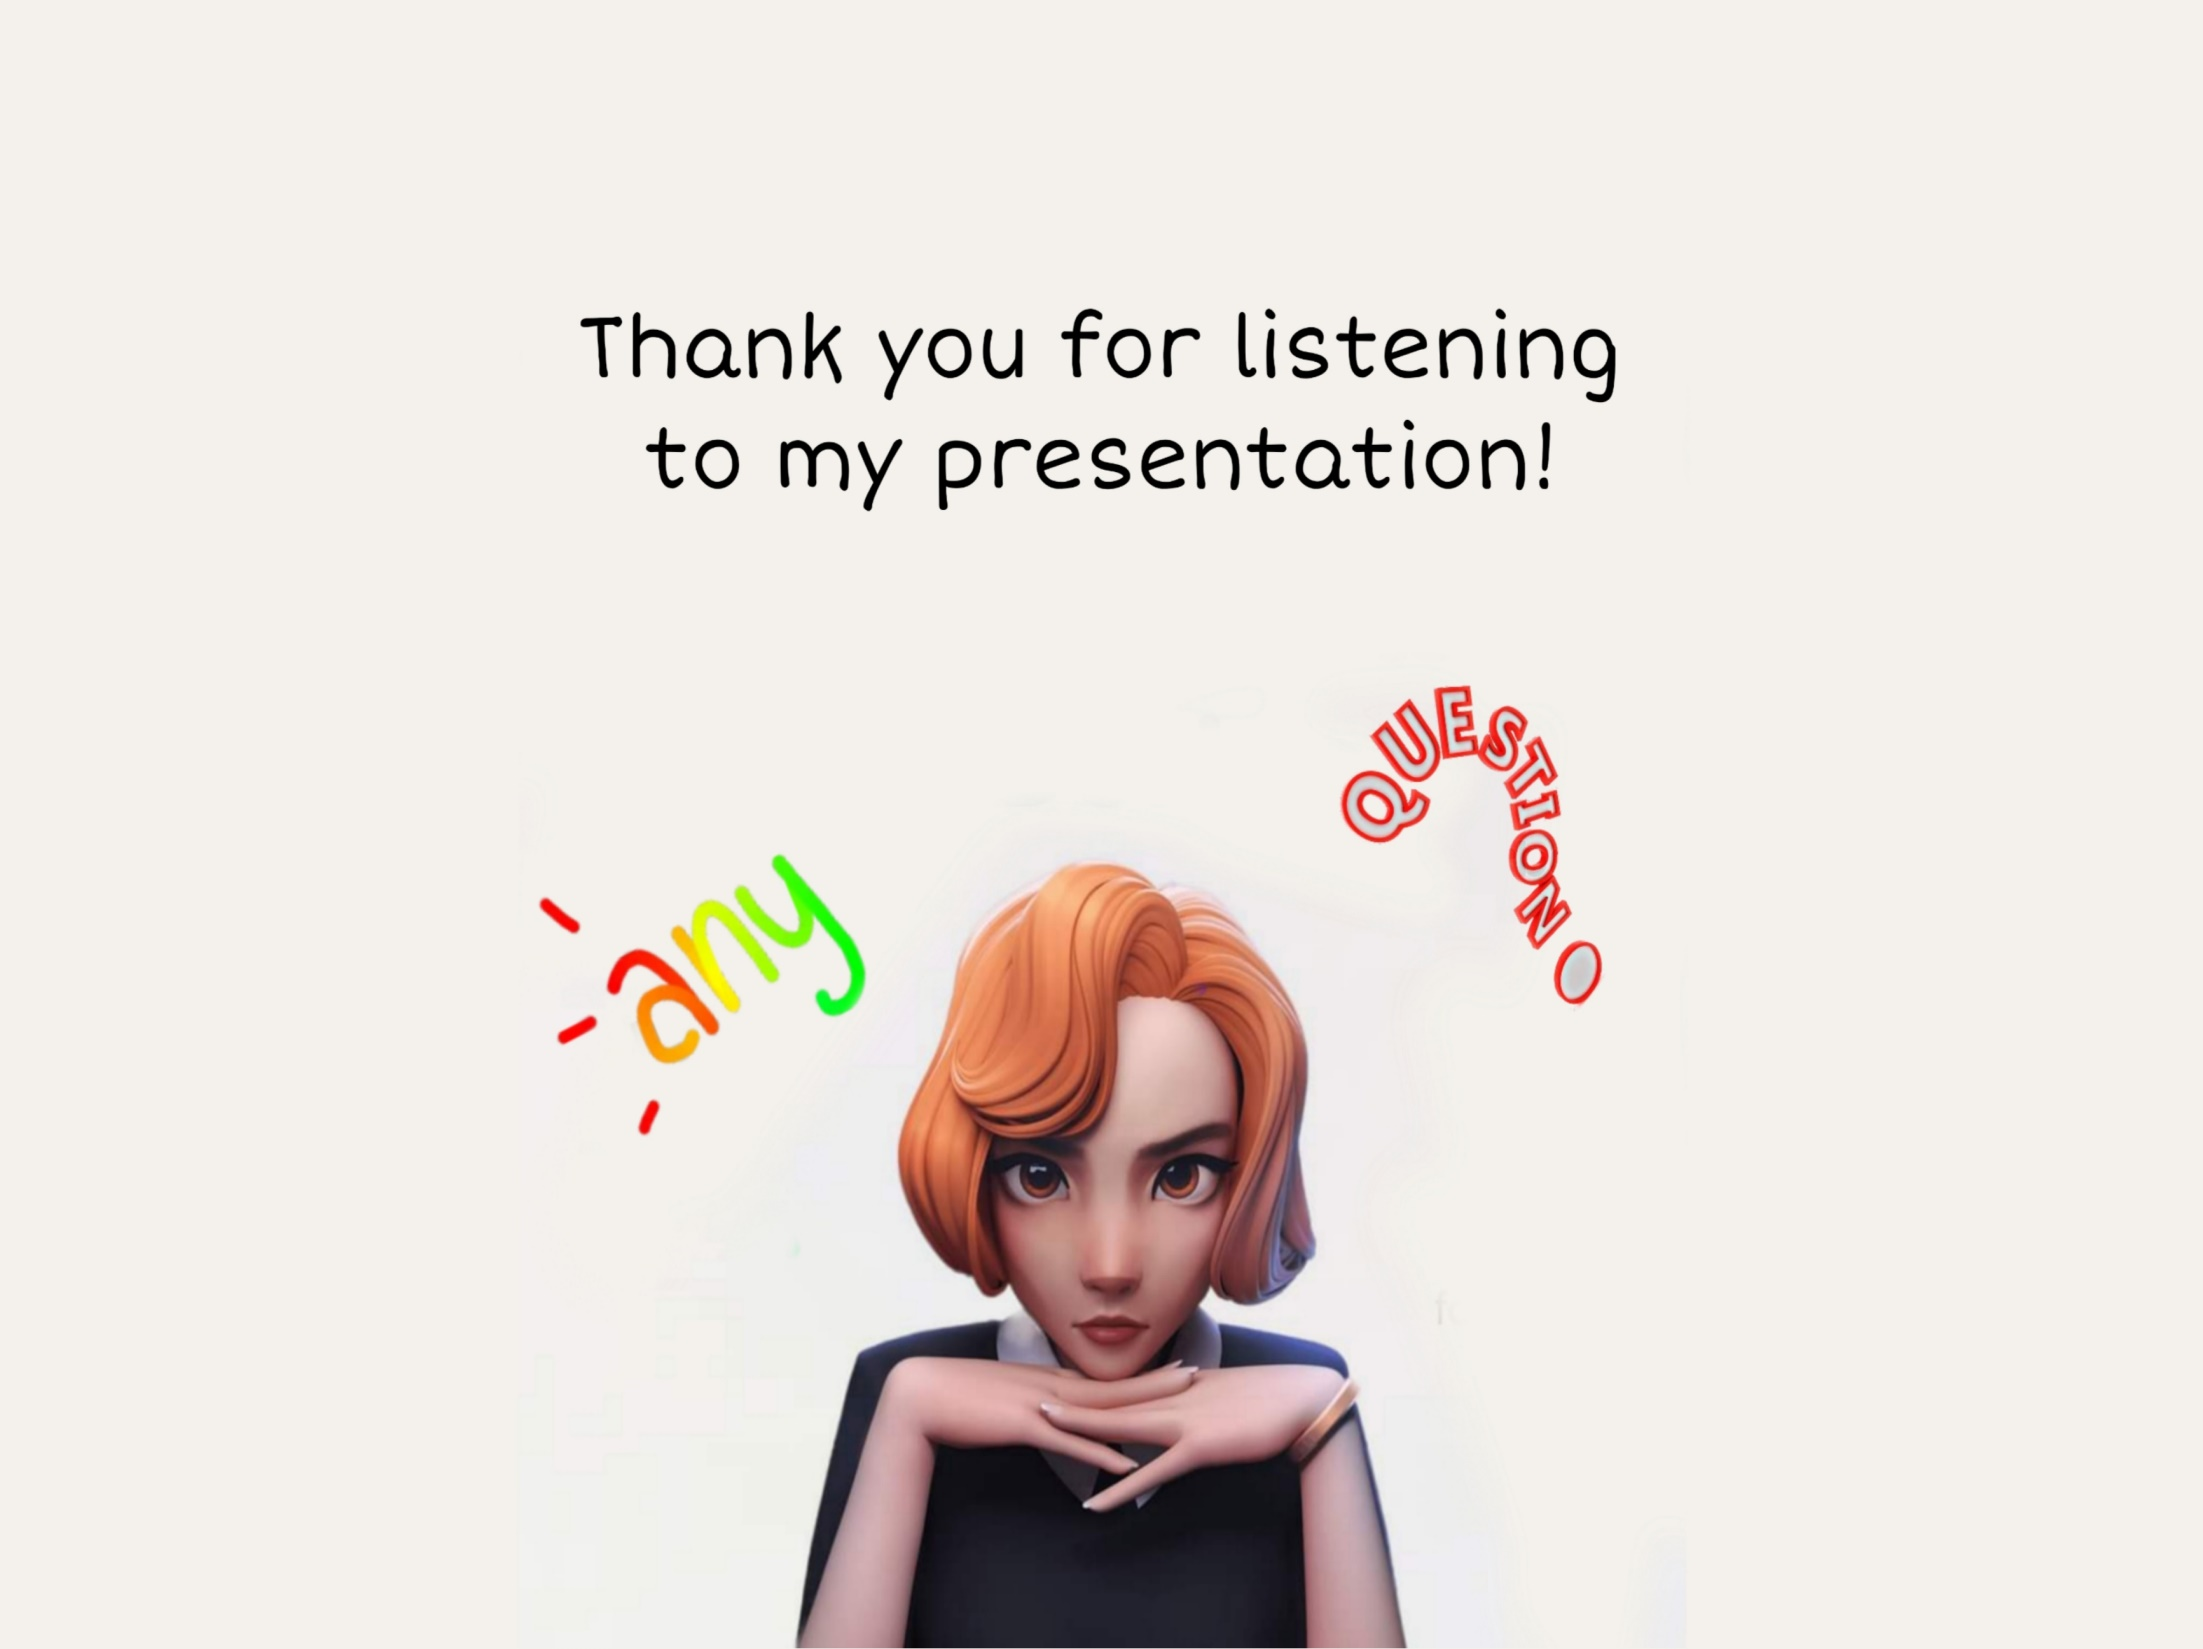 Thank you for listening
to my presentation!
any
QUESTION